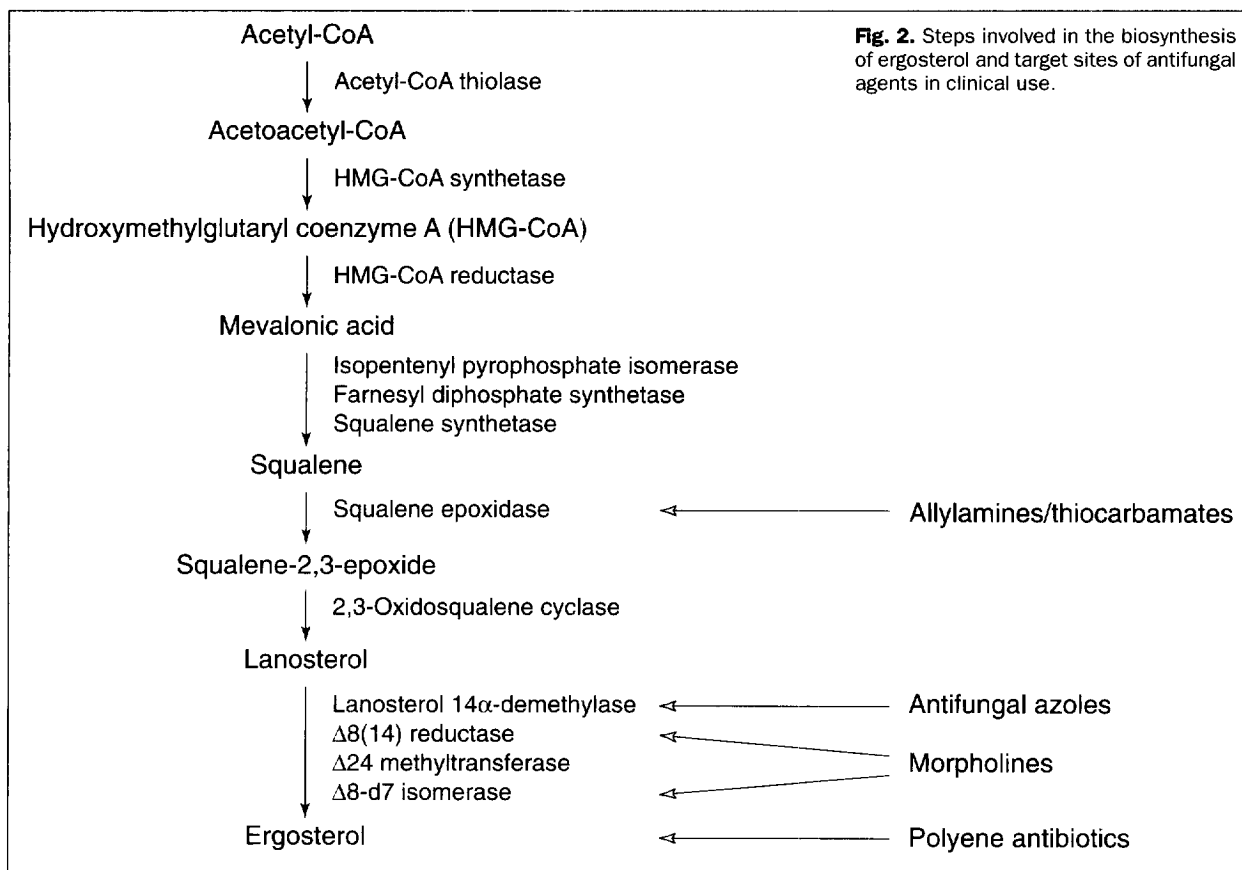 Acetyl-CoA
Fig. 2. Steps involved in the biosynthesis
of ergosterol and target sites of antifungal
agents in clinical use.
Acetyl-CoA thiolase
Acetoacetyl-CoA
HMG-CoA synthetase
Hydroxymethylglutaryl coenzyme A (HMG-CoA)
HMG-CoA reductase
Mevalonic acid
Isopentenyl pyrophosphate isomerase
Farnesyl diphosphate synthetase
Squalene synthetase
Squalene
Squalene epoxidase
Allylamines/thiocarbamates
Squalene-2,3-epoxide
2,3-Oxidosqualene cyclase
Lanosterol
Lanosterol 14α-demethylase
Antifungal azoles
Δ8(14) reductase
Δ24 methyltransferase
Morpholines
Δ8-d7 isomerase
Ergosterol
Polyene antibiotics